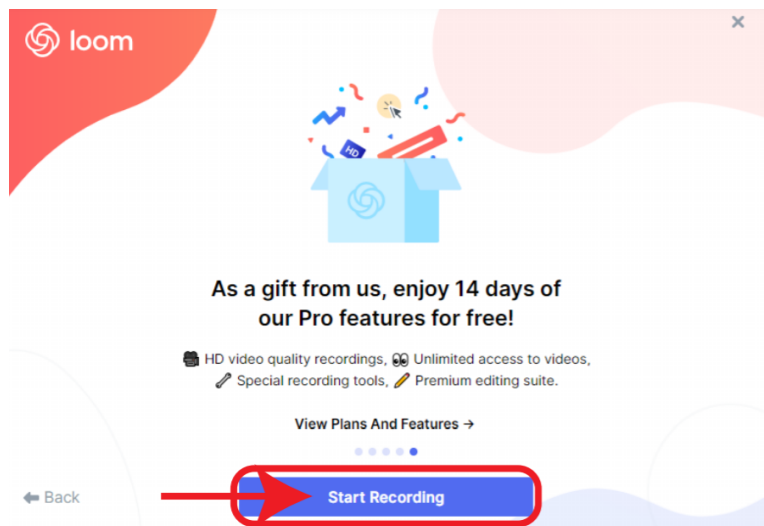 loom
HD
As a gift from us, enjoy 14 days of
our Pro features for free!
HD video quality recordings, 👀 Unlimited access to videos,
Special recording tools, Premium editing suite.
View Plans And Features →
Back
Start Recording